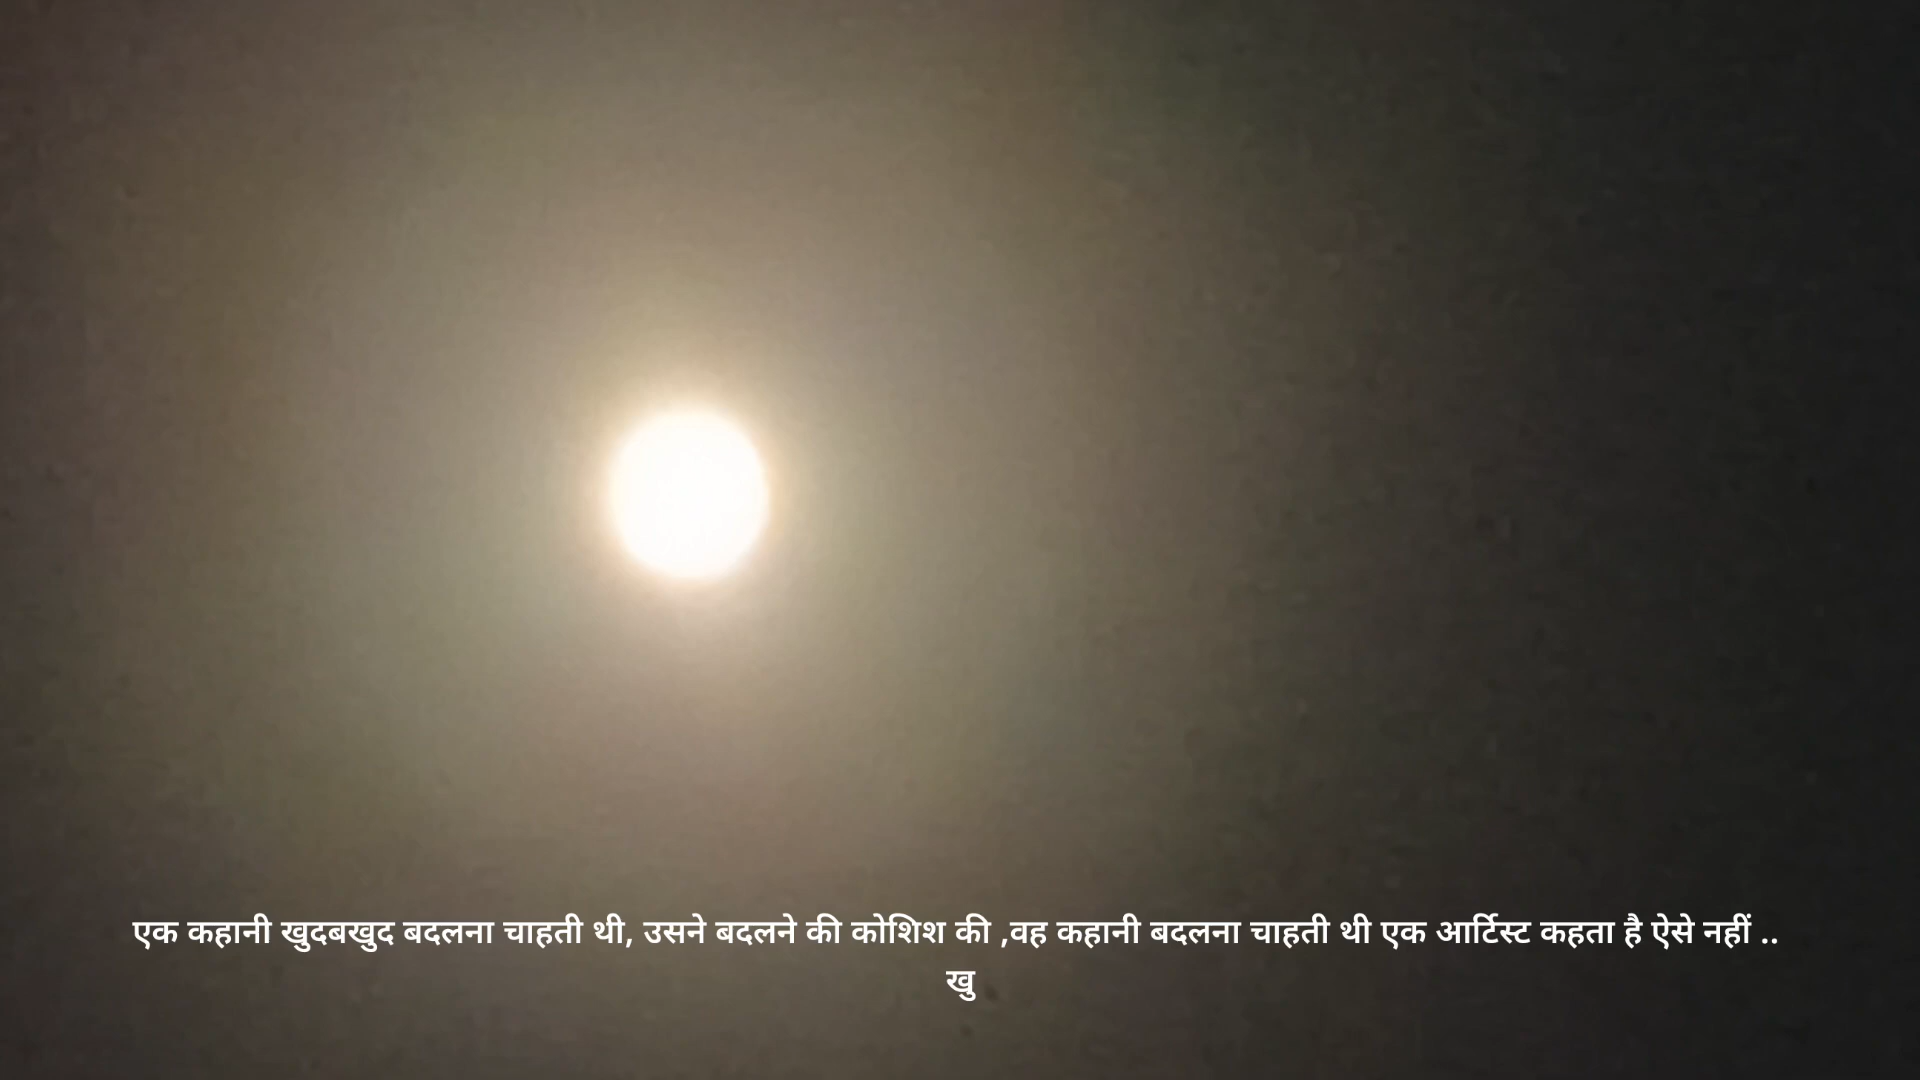 एक कहानी खुदबखुद बदलना चाहती थी, उसने बदलने की कोशिश की ,वह कहानी बदलना चाहती थी एक आर्टिस्ट कहता है ऐसे नहीं ..
खु